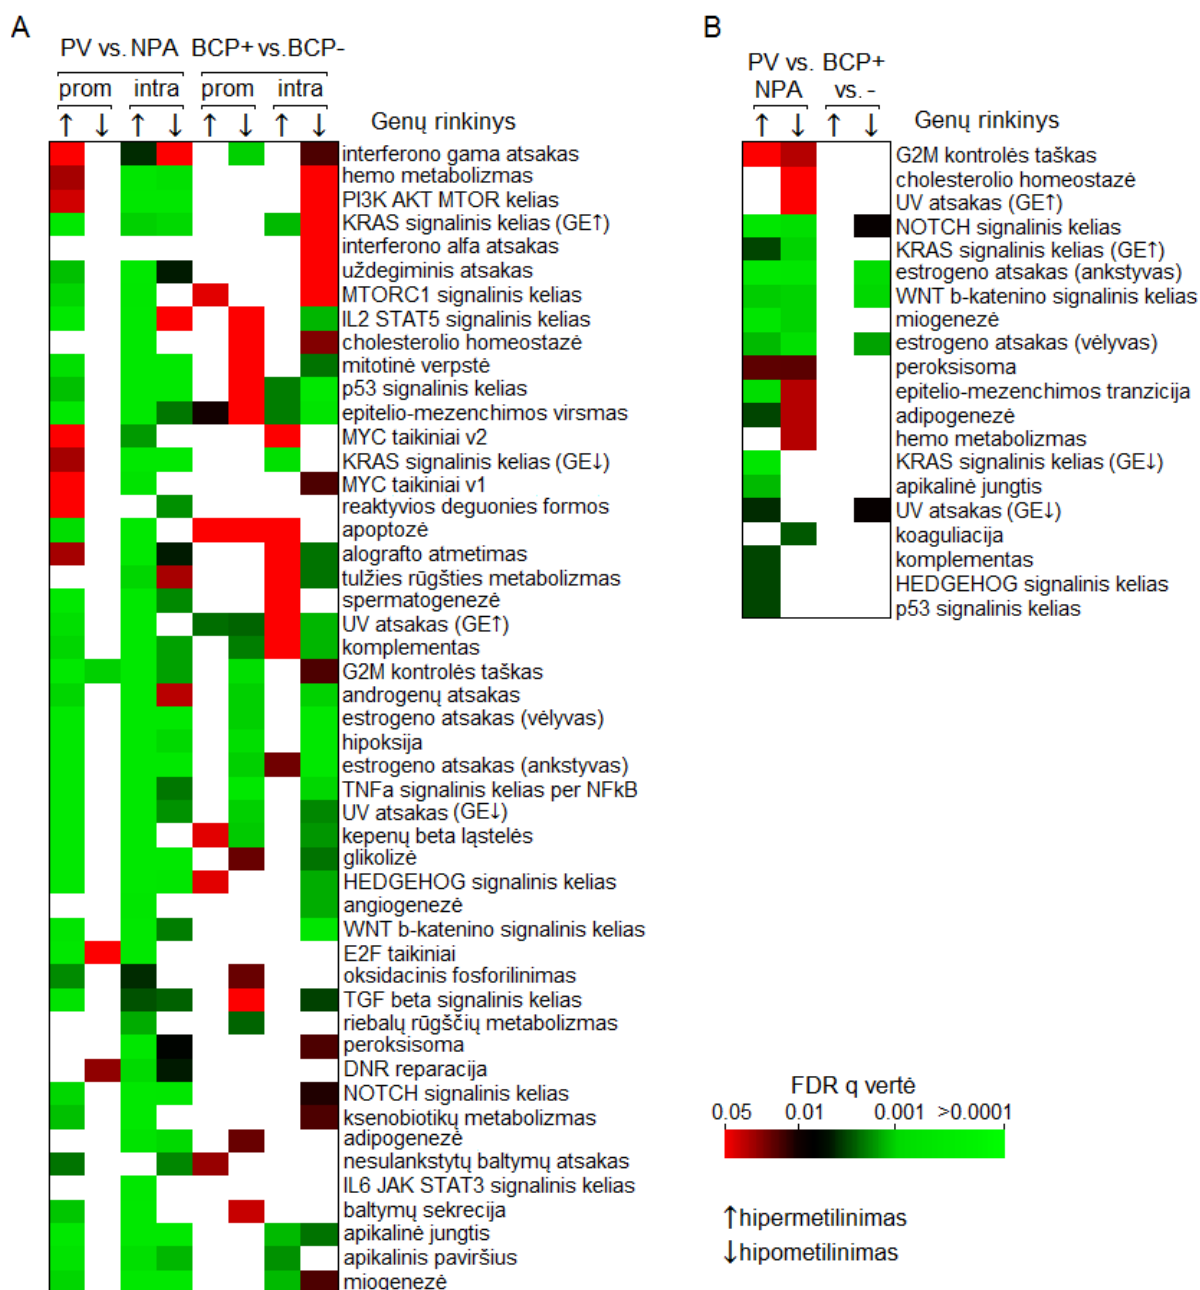 A
PV vs. NPA BCP+ vs.BCP-
prom intra prom intra
↑ ↓ ↑ ↓ ↑ ↓ ↑ ↓ Genų rinkinys
interferono gama atsakas
hemo metabolizmas
PI3K AKT MTOR kelias
KRAS signalinis kelias (GE↑)
interferono alfa atsakas
uždegiminis atsakas
MTORC1 signalinis kelias
IL2 STAT5 signalinis kelias
cholesterolio homeostazė
mitotinė verpstė
p53 signalinis kelias
epitelio-mezenchimos virsmas
MYC taikiniai v2
KRAS signalinis kelias (GE↓)
MYC taikiniai v1
reaktyvios deguonies formos
apoptozė
alografto atmetimas
tulžies rūgšties metabolizmas
spermatogenezė
UV atsakas (GE↑)
komplementas
G2M kontrolės taškas
androgenų atsakas
estrogeno atsakas (vėlyvas)
hipoksija
estrogeno atsakas (ankstyvas)
TNFa signalinis kelias per NFkB
UV atsakas (GE↓)
kepenų beta ląstelės
glikolizė
HEDGEHOG signalinis kelias
angiogenezė
WNT b-katenino signalinis kelias
E2F taikiniai
oksidacinis fosforilinimas
TGF beta signalinis kelias
riebalų rūgščių metabolizmas
peroksisoma
DNR reparacija
NOTCH signalinis kelias
ksenobiotikų metabolizmas
adipogenezė
nesulankstytų baltymų atsakas
IL6 JAK STAT3 signalinis kelias
baltymų sekrecija
apikalinė jungtis
apikalinis paviršius
miogenezė
B
PV vs. BCP+
NPA vs. -
↑ ↓ ↑ ↓ Genų rinkinys
G2M kontrolės taškas
cholesterolio homeostazė
UV atsakas (GE↑)
NOTCH signalinis kelias
KRAS signalinis kelias (GE↑)
estrogeno atsakas (ankstyvas)
WNT b-katenino signalinis kelias
miogenezė
estrogeno atsakas (vėlyvas)
peroksisoma
epitelio-mezenchimos tranzicija
adipogenezė
hemo metabolizmas
KRAS signalinis kelias (GE↓)
apikalinė jungtis
UV atsakas (GE↓)
koaguliacija
komplementas
HEDGEHOG signalinis kelias
p53 signalinis kelias
FDR q vertė
0.05 0.01 0.001 >0.0001
↑hipermetilinimas
↓hipometilinimas